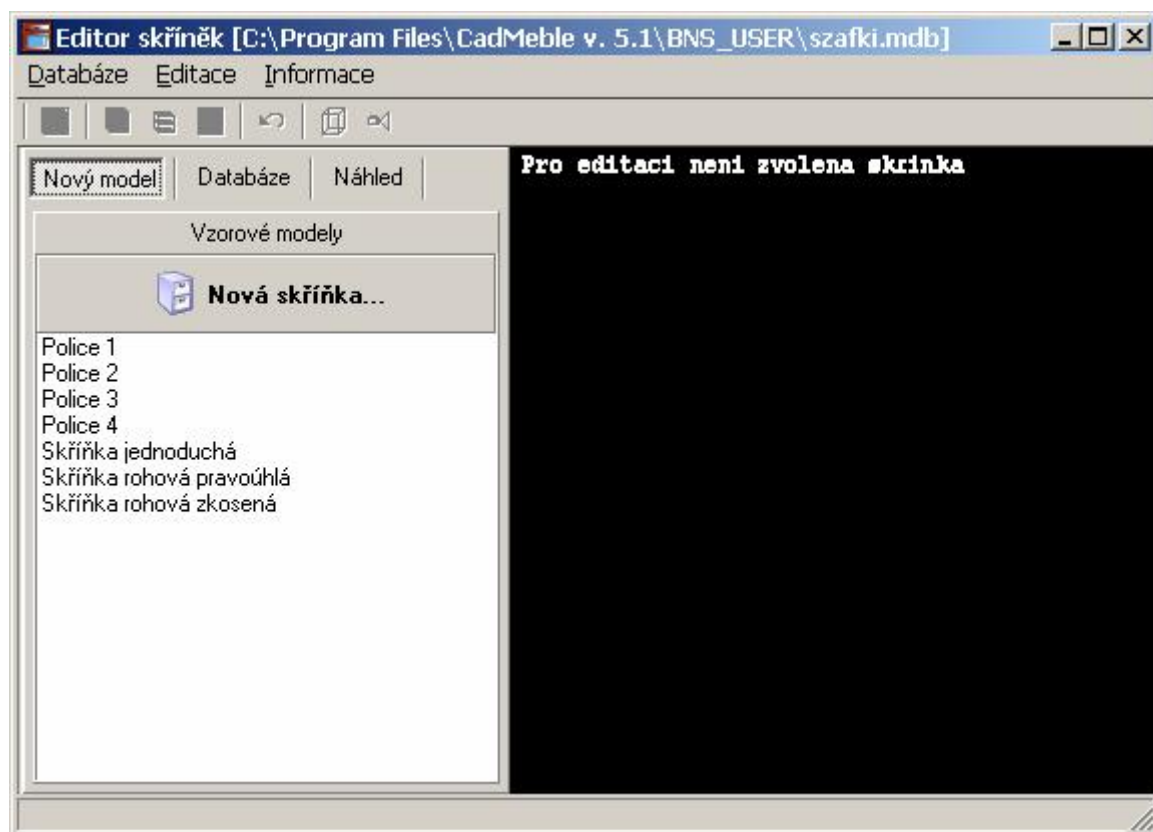 Editor skříněk [C:\Program Files\CadMeble v. 5.1\BNS_USER\szafki.mdb]
Databáze Editace Informace
Nový model Databáze Náhled
Pro editaci neni zvolena skrinka
Vzorové modely
Nová skříňka...
Police 1
Police 2
Police 3
Police 4
Skříňka jednoduchá
Skříňka rohová pravoúhlá
Skříňka rohová zkosená